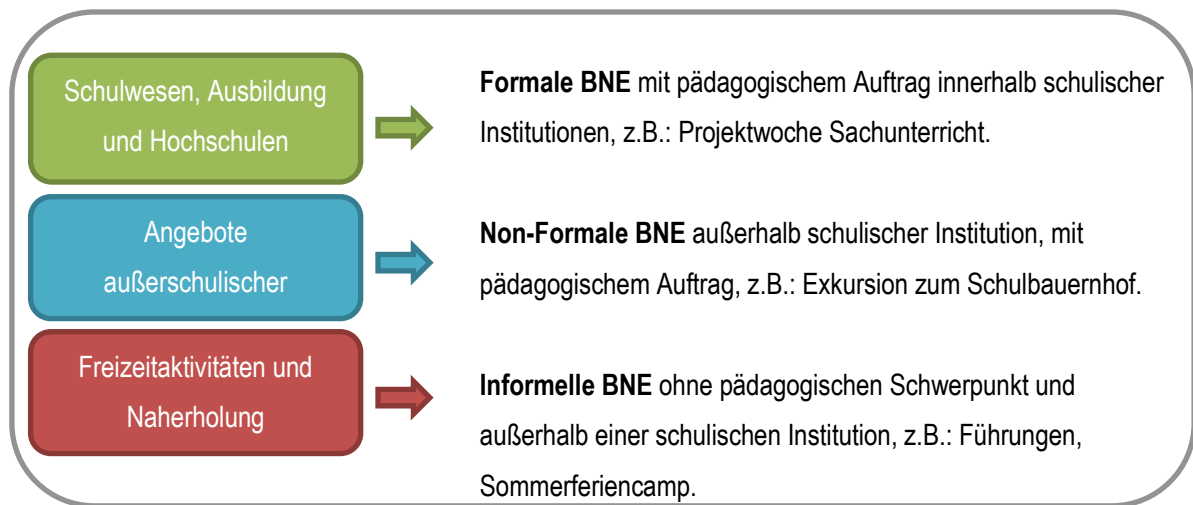 Schulwesen, Ausbildung
und Hochschulen
Formale BNE mit pädagogischem Auftrag innerhalb schulischer
Institutionen, z.B.: Projektwoche Sachunterricht.
Angebote
außerschulischer
Non-Formale BNE außerhalb schulischer Institution, mit
pädagogischem Auftrag, z.B.: Exkursion zum Schulbauernhof.
Freizeitaktivitäten und
Naherholung
Informelle BNE ohne pädagogischen Schwerpunkt und
außerhalb einer schulischen Institution, z.B.: Führungen,
Sommerferiencamp.